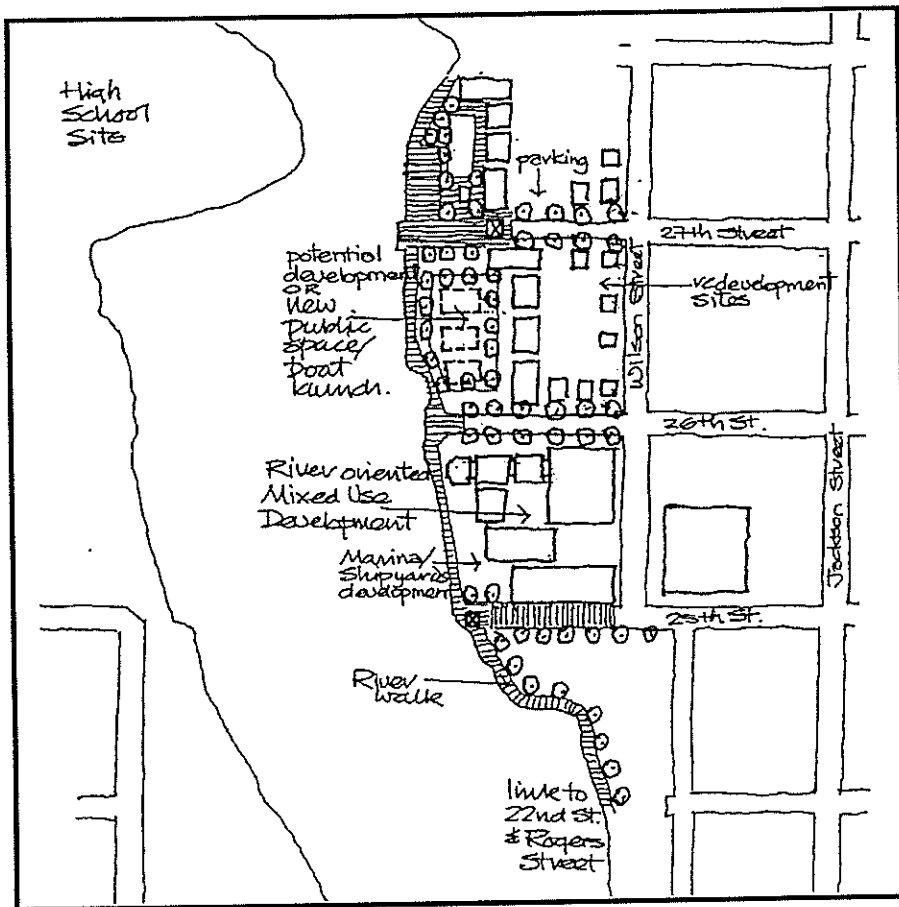 High
School
Site
parking
27th Street
potential
development
OR
new
public
space/
boat
launch.
redevelopment
sites
Wilson Street
26th St.
Jackson Street
River oriented
Mixed Use
Development
Marina/
Shipyards
development
25th St.
River
walk
link to
22nd St.
& Rogers
Street